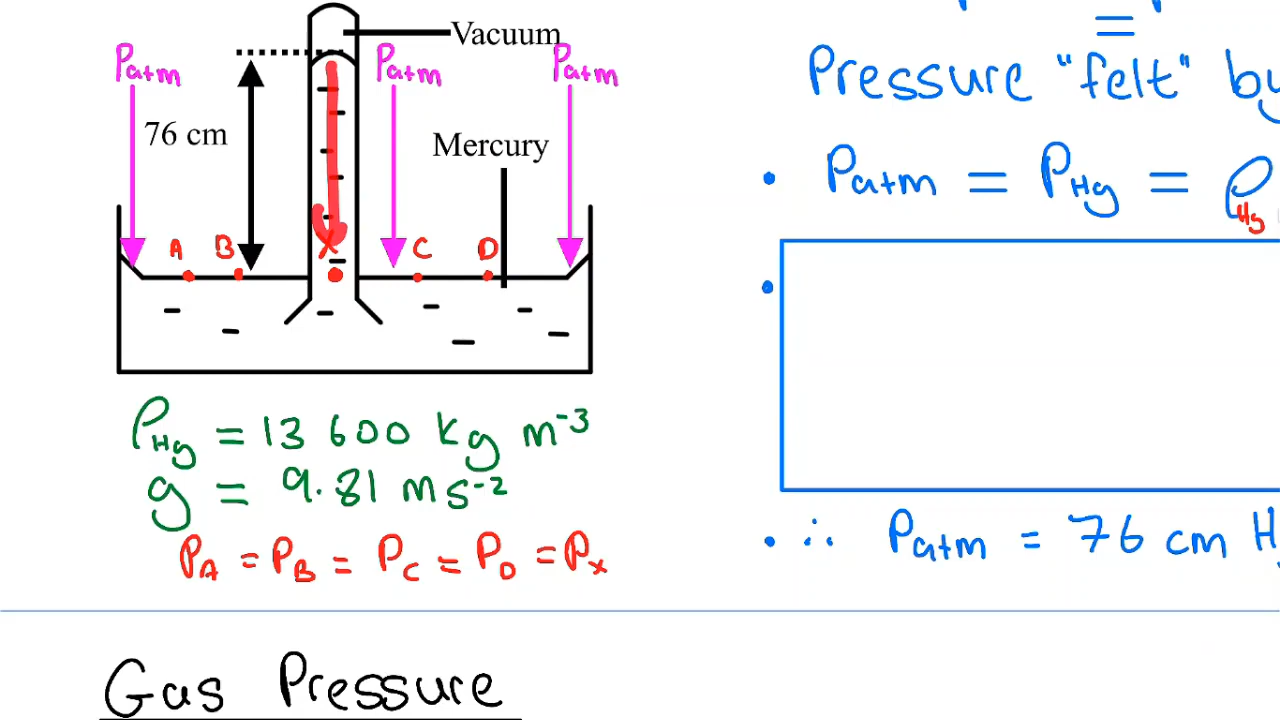 Vacuum
Patm Patm Patm
76 cm
Mercury
A B X C D
ρHg = 13 600 kg m⁻³
g = 9.81 ms⁻²
PA = PB = PC = PD = Px
Gas Pressure
=
Pressure "felt" by
• Patm = PHg = ρHg
•
• ∴ Patm = 76 cm H